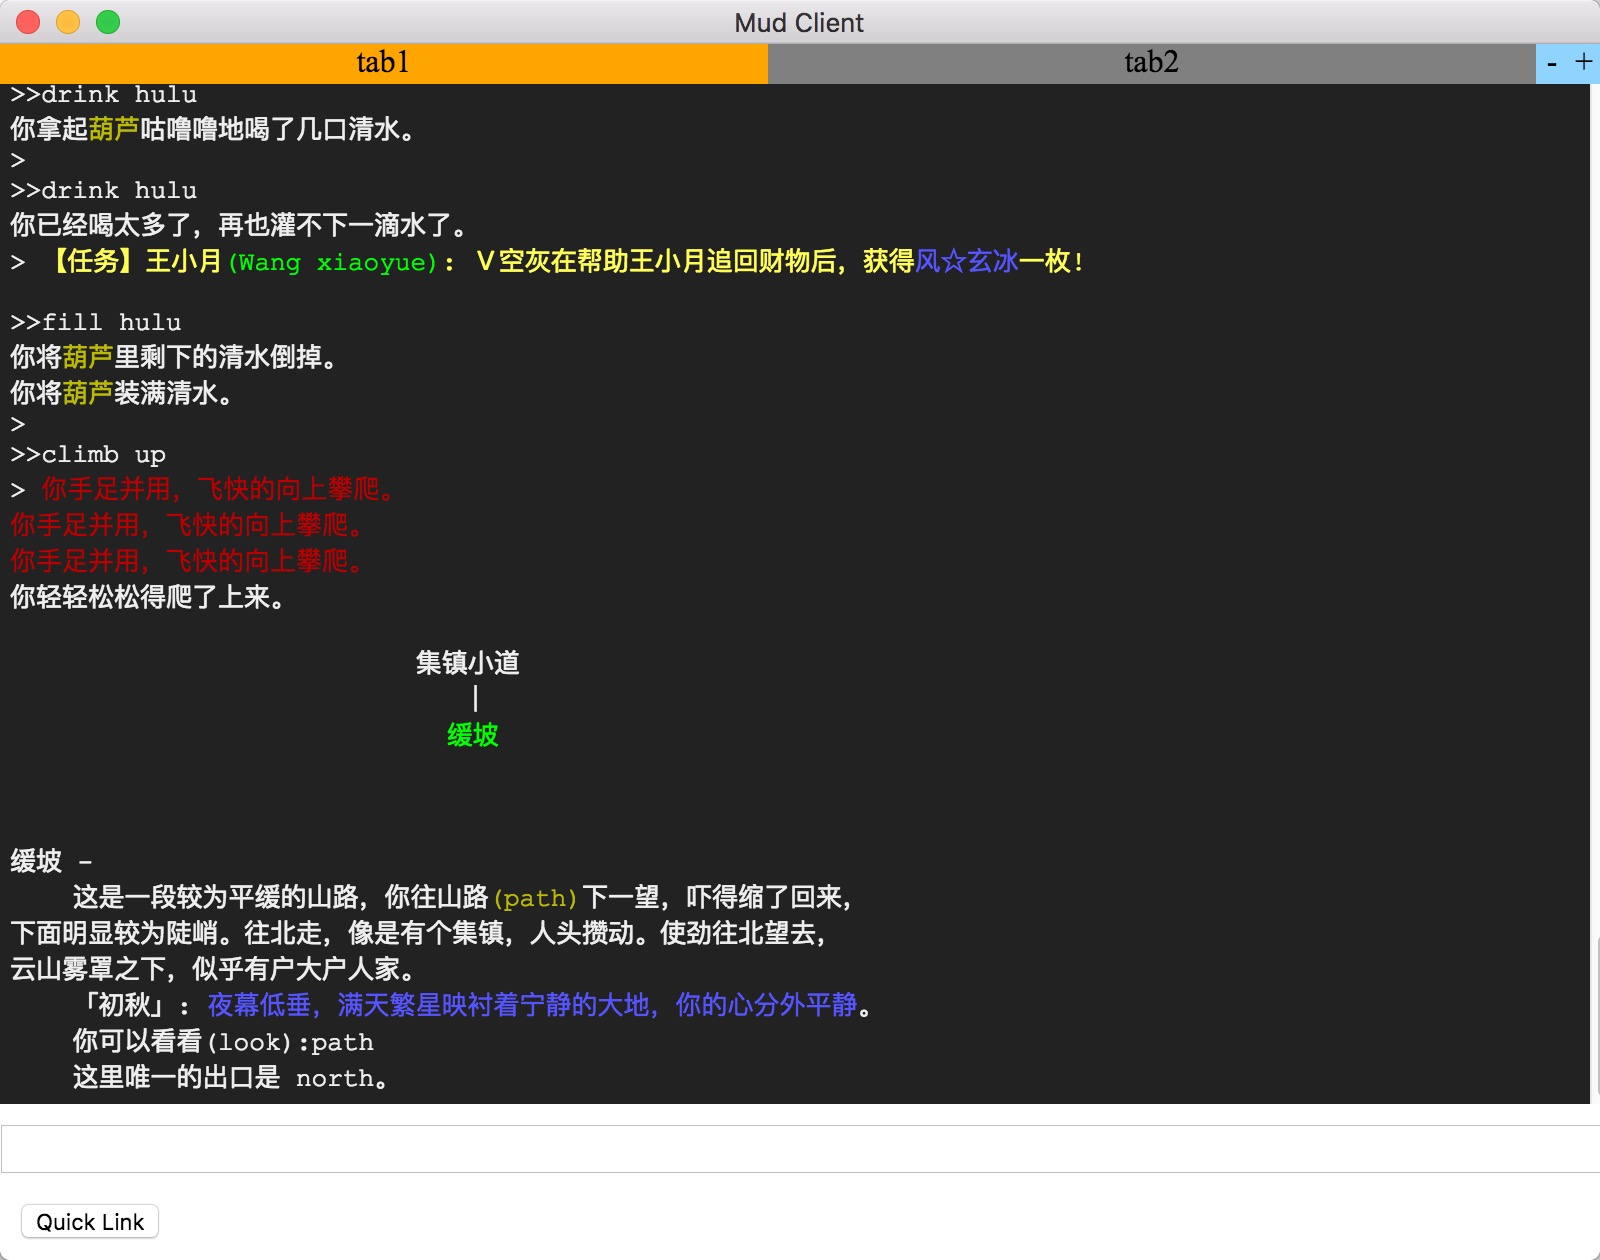 Mud Client
tab1 tab2 - +
>>drink hulu
你拿起葫芦咕噜噜地喝了几口清水。
>
>>drink hulu
你已经喝太多了，再也灌不下一滴水了。
> 【任务】王小月(Wang xiaoyue)： Ｖ空灰在帮助王小月追回财物后，获得风☆玄冰一枚！
>>fill hulu
你将葫芦里剩下的清水倒掉。
你将葫芦装满清水。
>
>>climb up
> 你手足并用，飞快的向上攀爬。
你手足并用，飞快的向上攀爬。
你手足并用，飞快的向上攀爬。
你轻轻松松得爬了上来。
集镇小道
｜
缓坡
缓坡 -
这是一段较为平缓的山路，你往山路(path)下一望，吓得缩了回来，
下面明显较为陡峭。往北走，像是有个集镇，人头攒动。使劲往北望去，
云山雾罩之下，似乎有户大户人家。
「初秋」: 夜幕低垂，满天繁星映衬着宁静的大地，你的心分外平静。
你可以看看(look):path
这里唯一的出口是 north。
Quick Link